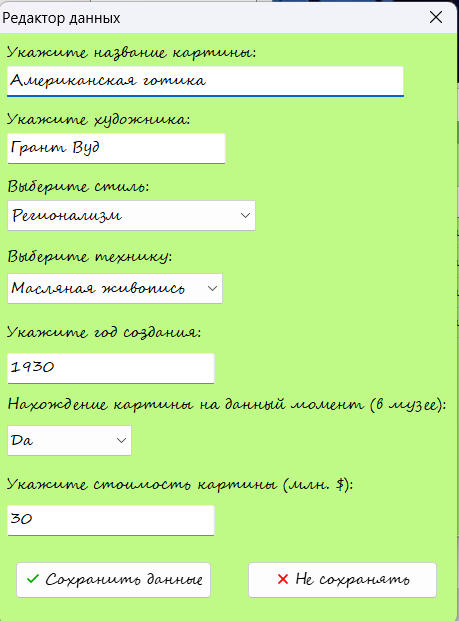 Редактор данных
Укажите название картины:
Американская готика
Укажите художника:
Грант Вуд
Выберите стиль:
Регионализм
Выберите технику:
Масляная живопись
Укажите год создания:
1930
Нахождение картины на данный момент (в музее):
Да
Укажите стоимость картины (млн. $):
30
Сохранить данные
Не сохранять